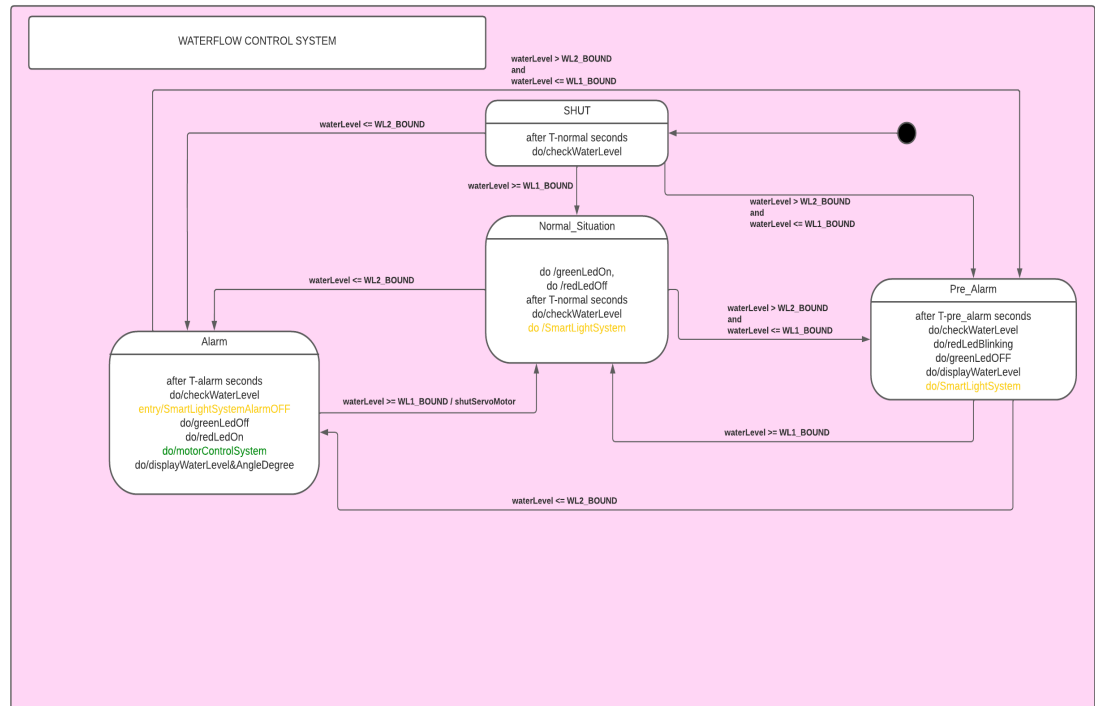 WATERFLOW CONTROL SYSTEM
waterLevel > WL2_BOUND
and
waterLevel <= WL1_BOUND
SHUT
after T-normal seconds
do/checkWaterLevel
waterLevel <= WL2_BOUND
waterLevel >= WL1_BOUND
waterLevel > WL2_BOUND
and
waterLevel <= WL1_BOUND
Normal_Situation
do /greenLedOn,
do /redLedOff
after T-normal seconds
do/checkWaterLevel
do /SmartLightSystem
waterLevel <= WL2_BOUND
waterLevel > WL2_BOUND
and
waterLevel <= WL1_BOUND
Pre_Alarm
after T-pre_alarm seconds
do/checkWaterLevel
do/redLedBlinking
do/greenLedOFF
do/displayWaterLevel
do/SmartLightSystem
Alarm
after T-alarm seconds
do/checkWaterLevel
entry/SmartLightSystemAlarmOFF
do/greenLedOff
do/redLedOn
do/motorControlSystem
do/displayWaterLevel&AngleDegree
waterLevel >= WL1_BOUND / shutServoMotor
waterLevel >= WL1_BOUND
waterLevel <= WL2_BOUND